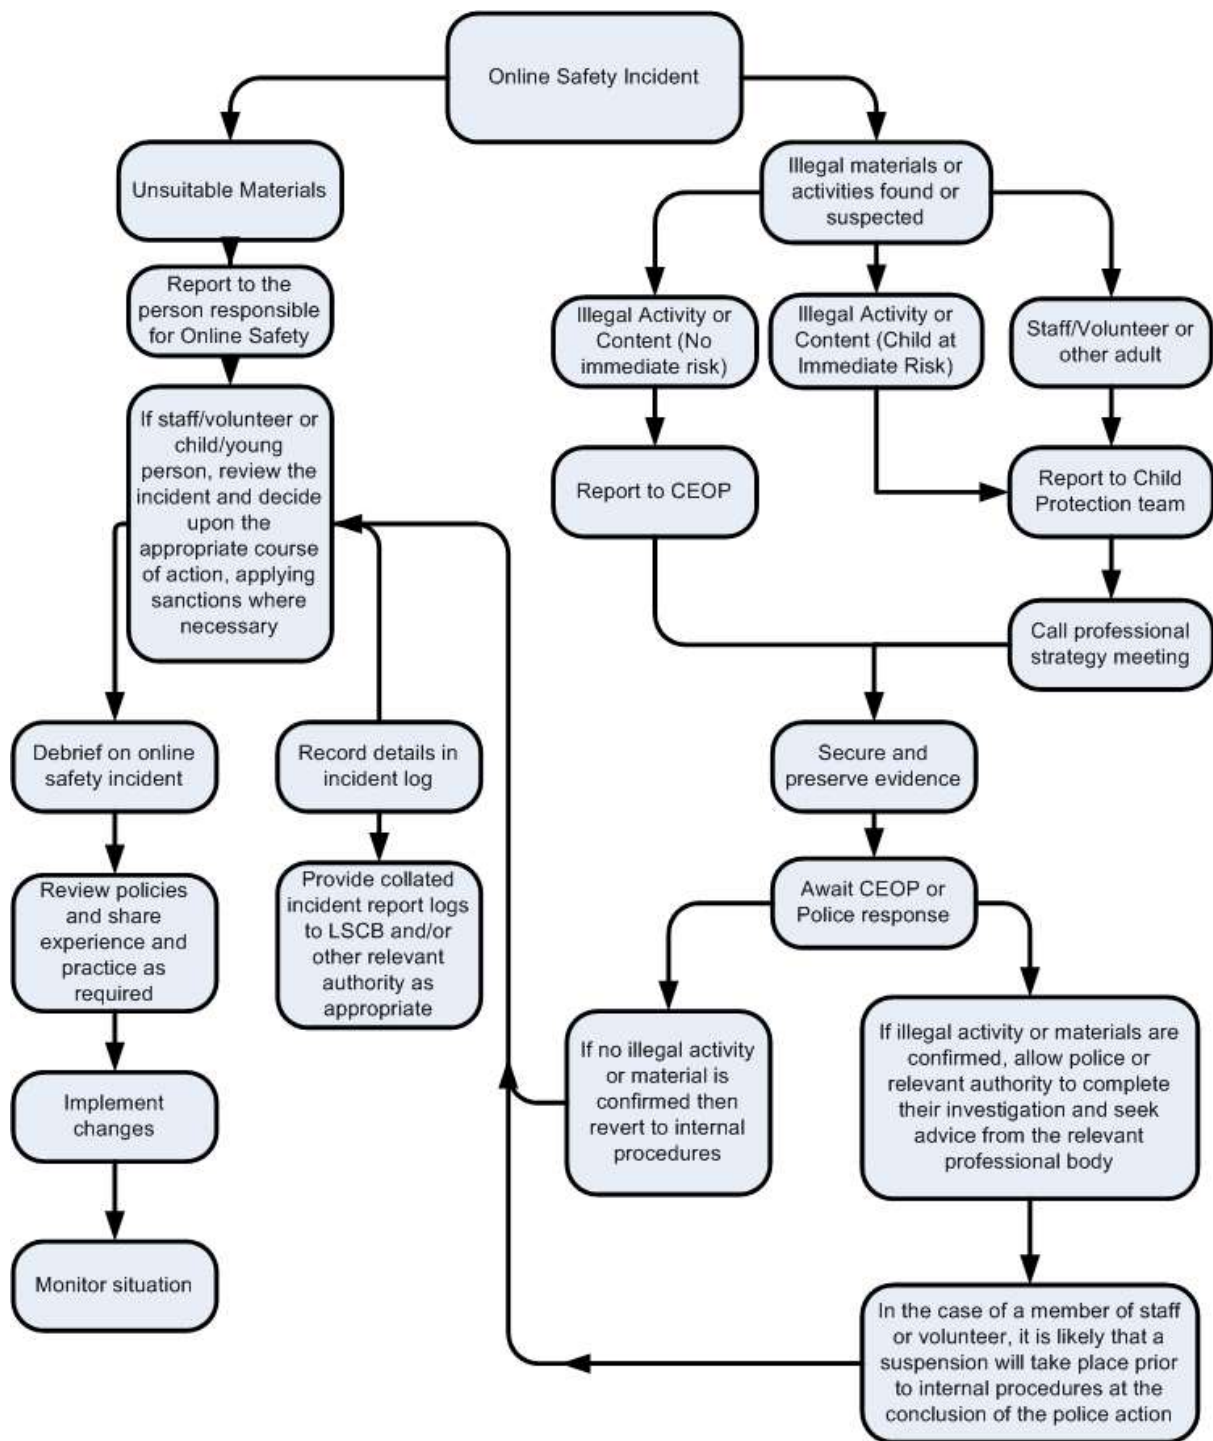 Online Safety Incident
Unsuitable Materials
Report to the
person responsible
for Online Safety
If staff/volunteer or
child/young
person, review the
incident and decide
upon the
appropriate course
of action, applying
sanctions where
necessary
Debrief on online
safety incident
Review policies
and share
experience and
practice as
required
Implement
changes
Monitor situation
Record details in
incident log
Provide collated
incident report logs
to LSCB and/or
other relevant
authority as
appropriate
Illegal materials or
activities found or
suspected
Illegal Activity or
Content (No
immediate risk)
Illegal Activity or
Content (Child at
Immediate Risk)
Staff/Volunteer or
other adult
Report to CEOP
Report to Child
Protection team
Call professional
strategy meeting
Secure and
preserve evidence
Await CEOP or
Police response
If no illegal activity
or material is
confirmed then
revert to internal
procedures
If illegal activity or materials are
confirmed, allow police or
relevant authority to complete
their investigation and seek
advice from the relevant
professional body
In the case of a member of staff
or volunteer, it is likely that a
suspension will take place prior
to internal procedures at the
conclusion of the police action